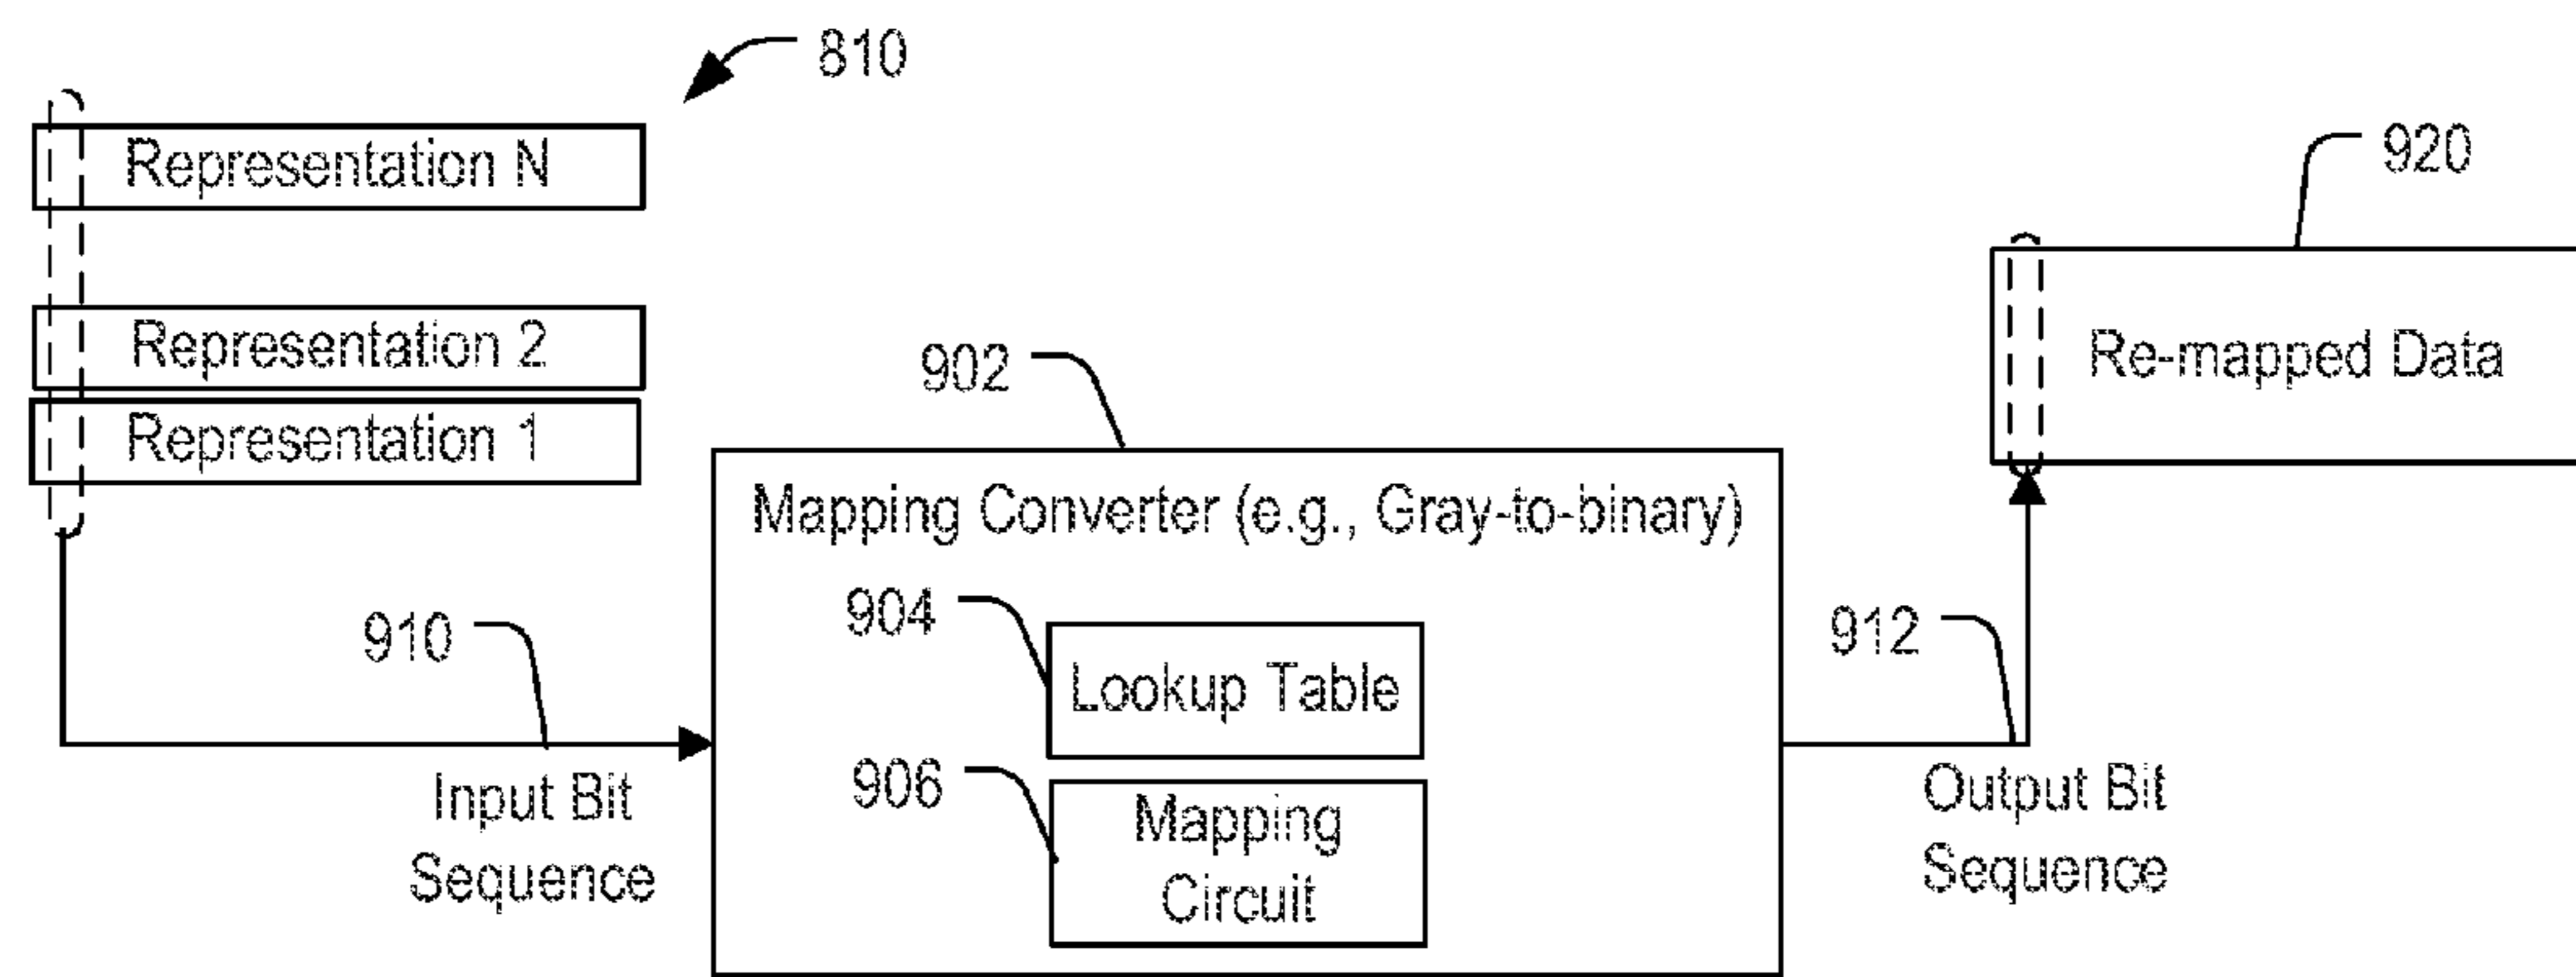 810
Representation N
920
Representation 2
902
Re-mapped Data
Representation 1
Mapping Converter (e.g., Gray-to-binary)
904
910
912
Lookup Table
906
Input Bit
Sequence
Mapping
Circuit
Output Bit
Sequence